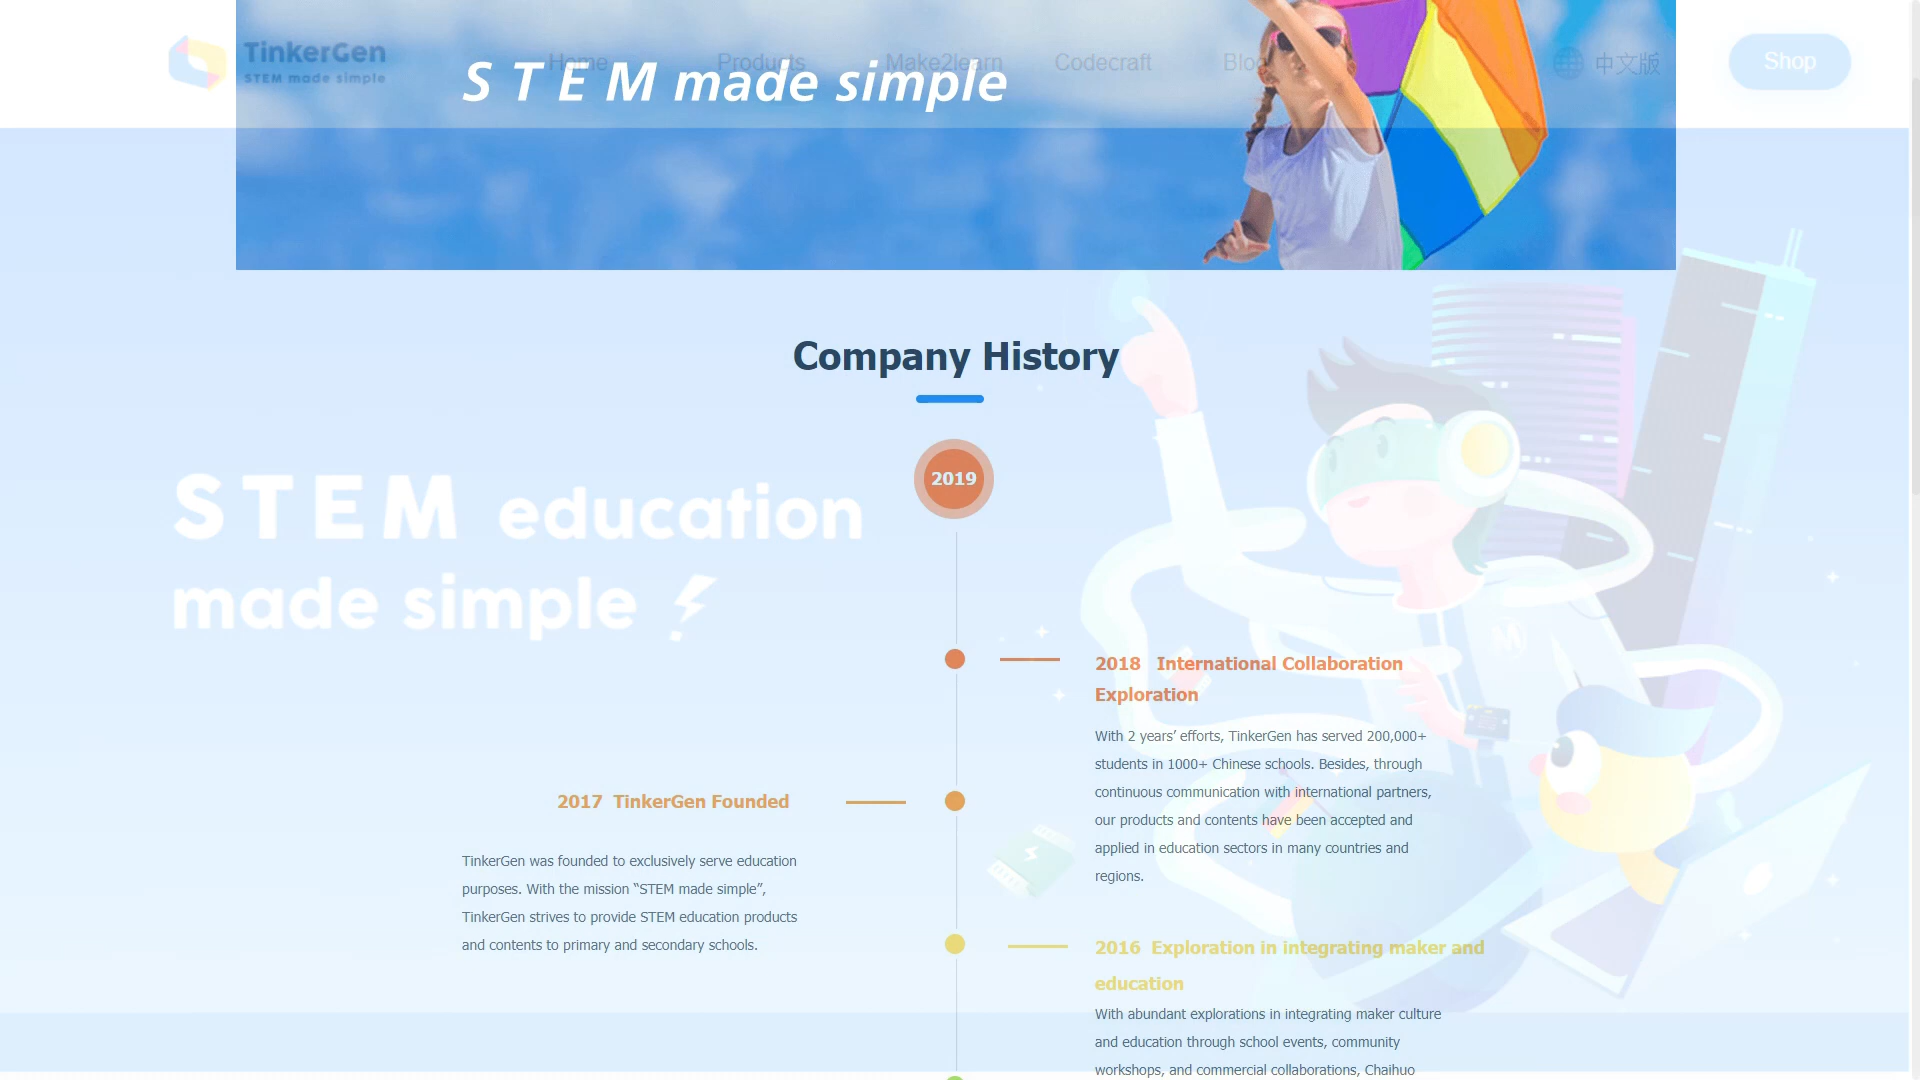 TinkerGen
STEM made simple
Home
Products
Make2learn
Codecraft
Blog
中文版
Shop
STEM made simple
Company History
2019
STEM education
made simple
2018 International Collaboration
Exploration
With 2 years’ efforts, TinkerGen has served 200,000+
students in 1000+ Chinese schools. Besides, through
continuous communication with international partners,
our products and contents have been accepted and
applied in education sectors in many countries and
regions.
2017 TinkerGen Founded
TinkerGen was founded to exclusively serve education
purposes. With the mission “STEM made simple”,
TinkerGen strives to provide STEM education products
and contents to primary and secondary schools.
2016 Exploration in integrating maker and
education
With abundant explorations in integrating maker culture
and education through school events, community
workshops, and commercial collaborations, Chaihuo